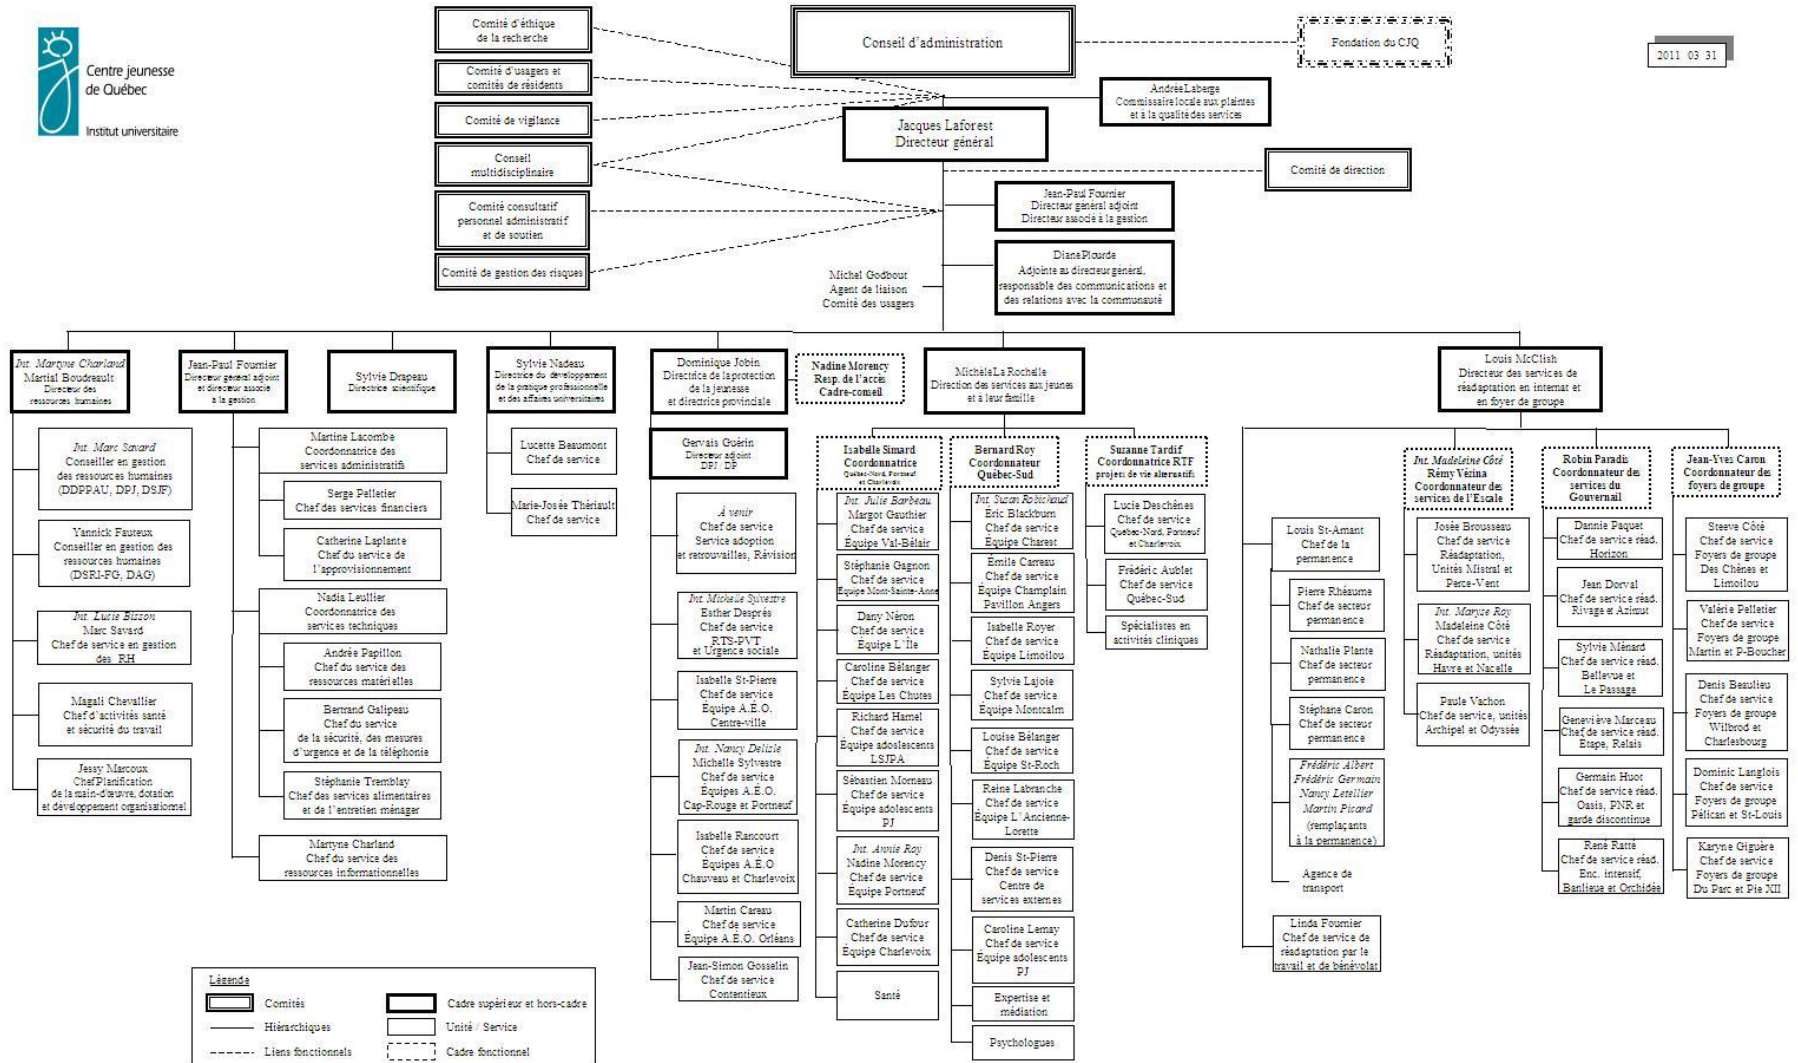 Centre jeunesse
de Québec
Institut universitaire
Comité d'éthique
de la recherche
Comité d'usagers et
comités de résidents
Comité de vigilance
Conseil
multidisciplinaire
Comité consultatif
personnel administratif
et de soutien
Comité de gestion des risques
Conseil d'administration
Fondation du CJQ
2011 03 31
Andrée Laberge
Commissaire locale aux plaintes
et à la qualité des services
Jacques Laforest
Directeur général
Comité de direction
Jean-Paul Fournier
Directeur général adjoint
Directeur associé à la gestion
Diane Plourde
Adjointe au directeur général,
responsable des communications et
des relations avec la communauté
Michel Godbout
Agent de liaison
Comité des usagers
Int. Martyne Charland
Martial Boudreault
Directeur des
ressources humaines
Int. Marc Savard
Conseiller en gestion
des ressources humaines
(DDPPAU, DPJ, DSJF)
Yannick Fauteux
Conseiller en gestion des
ressources humaines
(DSRI-FG, DAG)
Int. Lucie Bisson
Marc Savard
Chef de service en gestion
des RH
Magali Chevallier
Chef d'activités santé
et sécurité du travail
Jessy Marcoux
Chef Planification
de la main-d'œuvre, dotation
et développement organisationnel
Jean-Paul Fournier
Directeur général adjoint
et directeur associé
à la gestion
Martine Lacombe
Coordonnatrice des
services administratifs
Serge Pelletier
Chef des services financiers
Catherine Laplante
Chef du service de
l'approvisionnement
Nadia Leullier
Coordonnatrice des
services techniques
Andrée Papillon
Chef du service des
ressources matérielles
Bertrand Galipeau
Chef du service
de la sécurité, des mesures
d'urgence et de la téléphonie
Stéphanie Tremblay
Chef des services alimentaires
et de l'entretien ménager
Martyne Charland
Chef du service des
ressources informationnelles
Sylvie Drapeau
Directrice scientifique
Sylvie Nadeau
Directrice du développement
de la pratique professionnelle
et des affaires universitaires
Lucette Beaumont
Chef de service
Marie-Josée Thériault
Chef de service
Dominique Jobin
Directrice de la protection
de la jeunesse
et directrice provinciale
Nadine Morency
Resp. de l'accès
Cadre-conseil
Gervais Guérin
Directeur adjoint
DPJ / DP
À venir
Chef de service
Service adoption
et retrouvailles, Révision
Int. Michelle Sylvestre
Esther Després
Chef de service
RTS-PVT
et Urgence sociale
Isabelle St-Pierre
Chef de service
Équipe A.É.O.
Centre-ville
Int. Nancy Delisle
Michelle Sylvestre
Chef de service
Équipes A.É.O.
Cap-Rouge et Portneuf
Isabelle Rancourt
Chef de service
Équipes A.É.O
Chauveau et Charlevoix
Martin Careau
Chef de service
Équipe A.É.O. Orléans
Jean-Simon Gosselin
Chef de service
Contentieux
Michèle La Rochelle
Direction des services aux jeunes
et à leur famille
Isabelle Simard
Coordonnatrice
Québec-Nord, Portneuf
et Charlevoix
Int. Julie Barbeau
Margot Gauthier
Chef de service
Équipe Val-Bélair
Stéphanie Gagnon
Chef de service
Équipe Mont-Sainte-Anne
Dany Néron
Chef de service
Équipe L'Île
Caroline Bélanger
Chef de service
Équipe Les Chutes
Richard Hamel
Chef de service
Équipe adoslescents
LSJPA
Sébastien Morneau
Chef de service
Équipe adolescents
PJ
Int. Annie Roy
Nadine Morency
Chef de service
Équipe Portneuf
Catherine Dufour
Chef de service
Équipe Charlevoix
Santé
Bernard Roy
Coordonnateur
Québec-Sud
Int. Susan Robichaud
Éric Blackburn
Chef de service
Équipe Charest
Émile Carreau
Chef de service
Équipe Champlain
Pavillon Angers
Isabelle Royer
Chef de service
Équipe Limoilou
Sylvie Lajoie
Chef de service
Équipe Montcalm
Louise Bélanger
Chef de service
Équipe St-Roch
Reine Labranche
Chef de service
Équipe L'Ancienne-
Lorette
Denis St-Pierre
Chef de service
Centre de
services externes
Caroline Lemay
Chef de service
Équipe adolescents
PJ
Expertise et
médiation
Psychologues
Suzanne Tardif
Coordonnatrice RTF
projets de vie alternatifs
Lucie Deschênes
Chef de service
Québec-Nord, Portneuf
et Charlevoix
Frédéric Aublet
Chef de service
Québec-Sud
Spécialistes en
activités cliniques
Louis McClish
Directeur des services de
réadaptation en internat et
en foyer de groupe
Louis St-Amant
Chef de la
permanence
Pierre Rhéaume
Chef de secteur
permanence
Nathalie Plante
Chef de secteur
permanence
Stéphane Caron
Chef de secteur
permanence
Frédéric Albert
Frédéric Germain
Nancy Letellier
Martin Picard
(remplaçants
à la permanence)
Agence de
transport
Linda Fournier
Chef de service de
réadaptation par le
travail et de bénévolat
Int. Madeleine Côté
Rémy Vézina
Coordonnateur des
services de l'Escale
Josée Brousseau
Chef de service
Réadaptation,
Unités Mistral et
Perce-Vent
Int. Maryse Roy
Madeleine Côté
Chef de service
Réadaptation, unités
Havre et Nacelle
Paule Vachon
Chef de service, unités
Archipel et Odyssée
Robin Paradis
Coordonnateur des
services du
Gouvernail
Dannie Paquet
Chef de service réad.
Horizon
Jean Dorval
Chef de service réad.
Rivage et Azimut
Sylvie Ménard
Chef de service réad.
Bellevue et
Le Passage
Geneviève Marceau
Chef de service réad.
Étape, Relais
Germain Huot
Chef de service réad.
Oasis, PNR et
garde discontinue
René Ratté
Chef de service réad.
Enc. intensif,
Banlieue et Orchidée
Jean-Yves Caron
Coordonnateur des
foyers de groupe
Steeve Côté
Chef de service
Foyers de groupe
Des Chênes et
Limoilou
Valérie Pelletier
Chef de service
Foyers de groupe
Martin et P-Boucher
Denis Beaulieu
Chef de service
Foyers de groupe
Wilbrod et
Charlesbourg
Dominic Langlois
Chef de service
Foyers de groupe
Pélican et St-Louis
Karyne Giguère
Chef de service
Foyers de groupe
Du Parc et Pie XII
Légende
Comités
Cadre supérieur et hors-cadre
Hiérarchiques
Unité / Service
Liens fonctionnels
Cadre fonctionnel